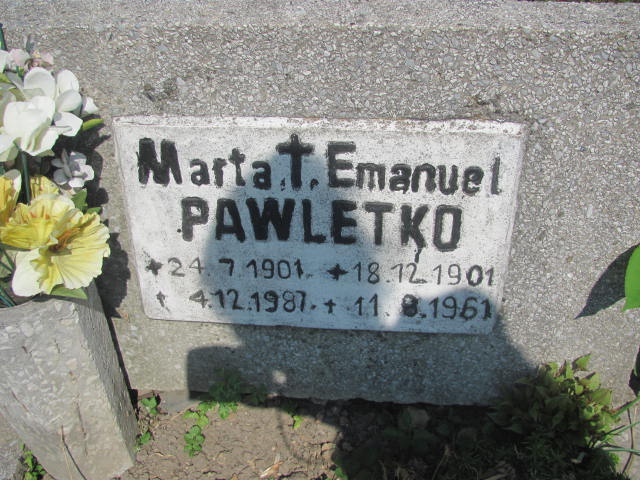 Marta † Emanuel
PAWLETKO
* 24.7.1901 * 18.12.1901
† 4.12.1987 † 11.8.1961